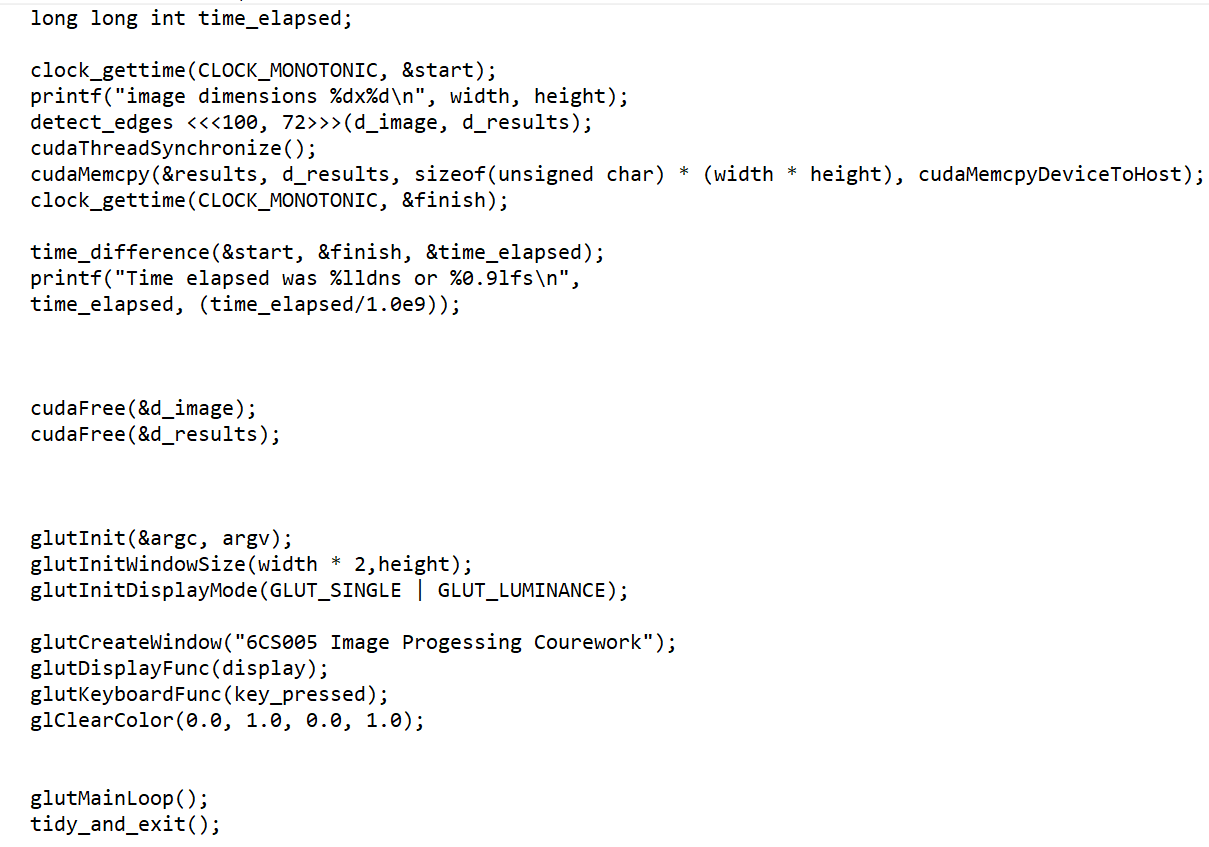 long long int time_elapsed;
clock_gettime(CLOCK_MONOTONIC, &start);
printf("image dimensions %dx%d\n", width, height);
detect_edges <<<100, 72>>>(d_image, d_results);
cudaThreadSynchronize();
cudaMemcpy(&results, d_results, sizeof(unsigned char) * (width * height), cudaMemcpyDeviceToHost);
clock_gettime(CLOCK_MONOTONIC, &finish);
time_difference(&start, &finish, &time_elapsed);
printf("Time elapsed was %lldns or %0.9lfs\n",
time_elapsed, (time_elapsed/1.0e9));
cudaFree(&d_image);
cudaFree(&d_results);
glutInit(&argc, argv);
glutInitWindowSize(width * 2,height);
glutInitDisplayMode(GLUT_SINGLE | GLUT_LUMINANCE);
glutCreateWindow("6CS005 Image Progessing Courework");
glutDisplayFunc(display);
glutKeyboardFunc(key_pressed);
glClearColor(0.0, 1.0, 0.0, 1.0);
glutMainLoop();
tidy_and_exit();